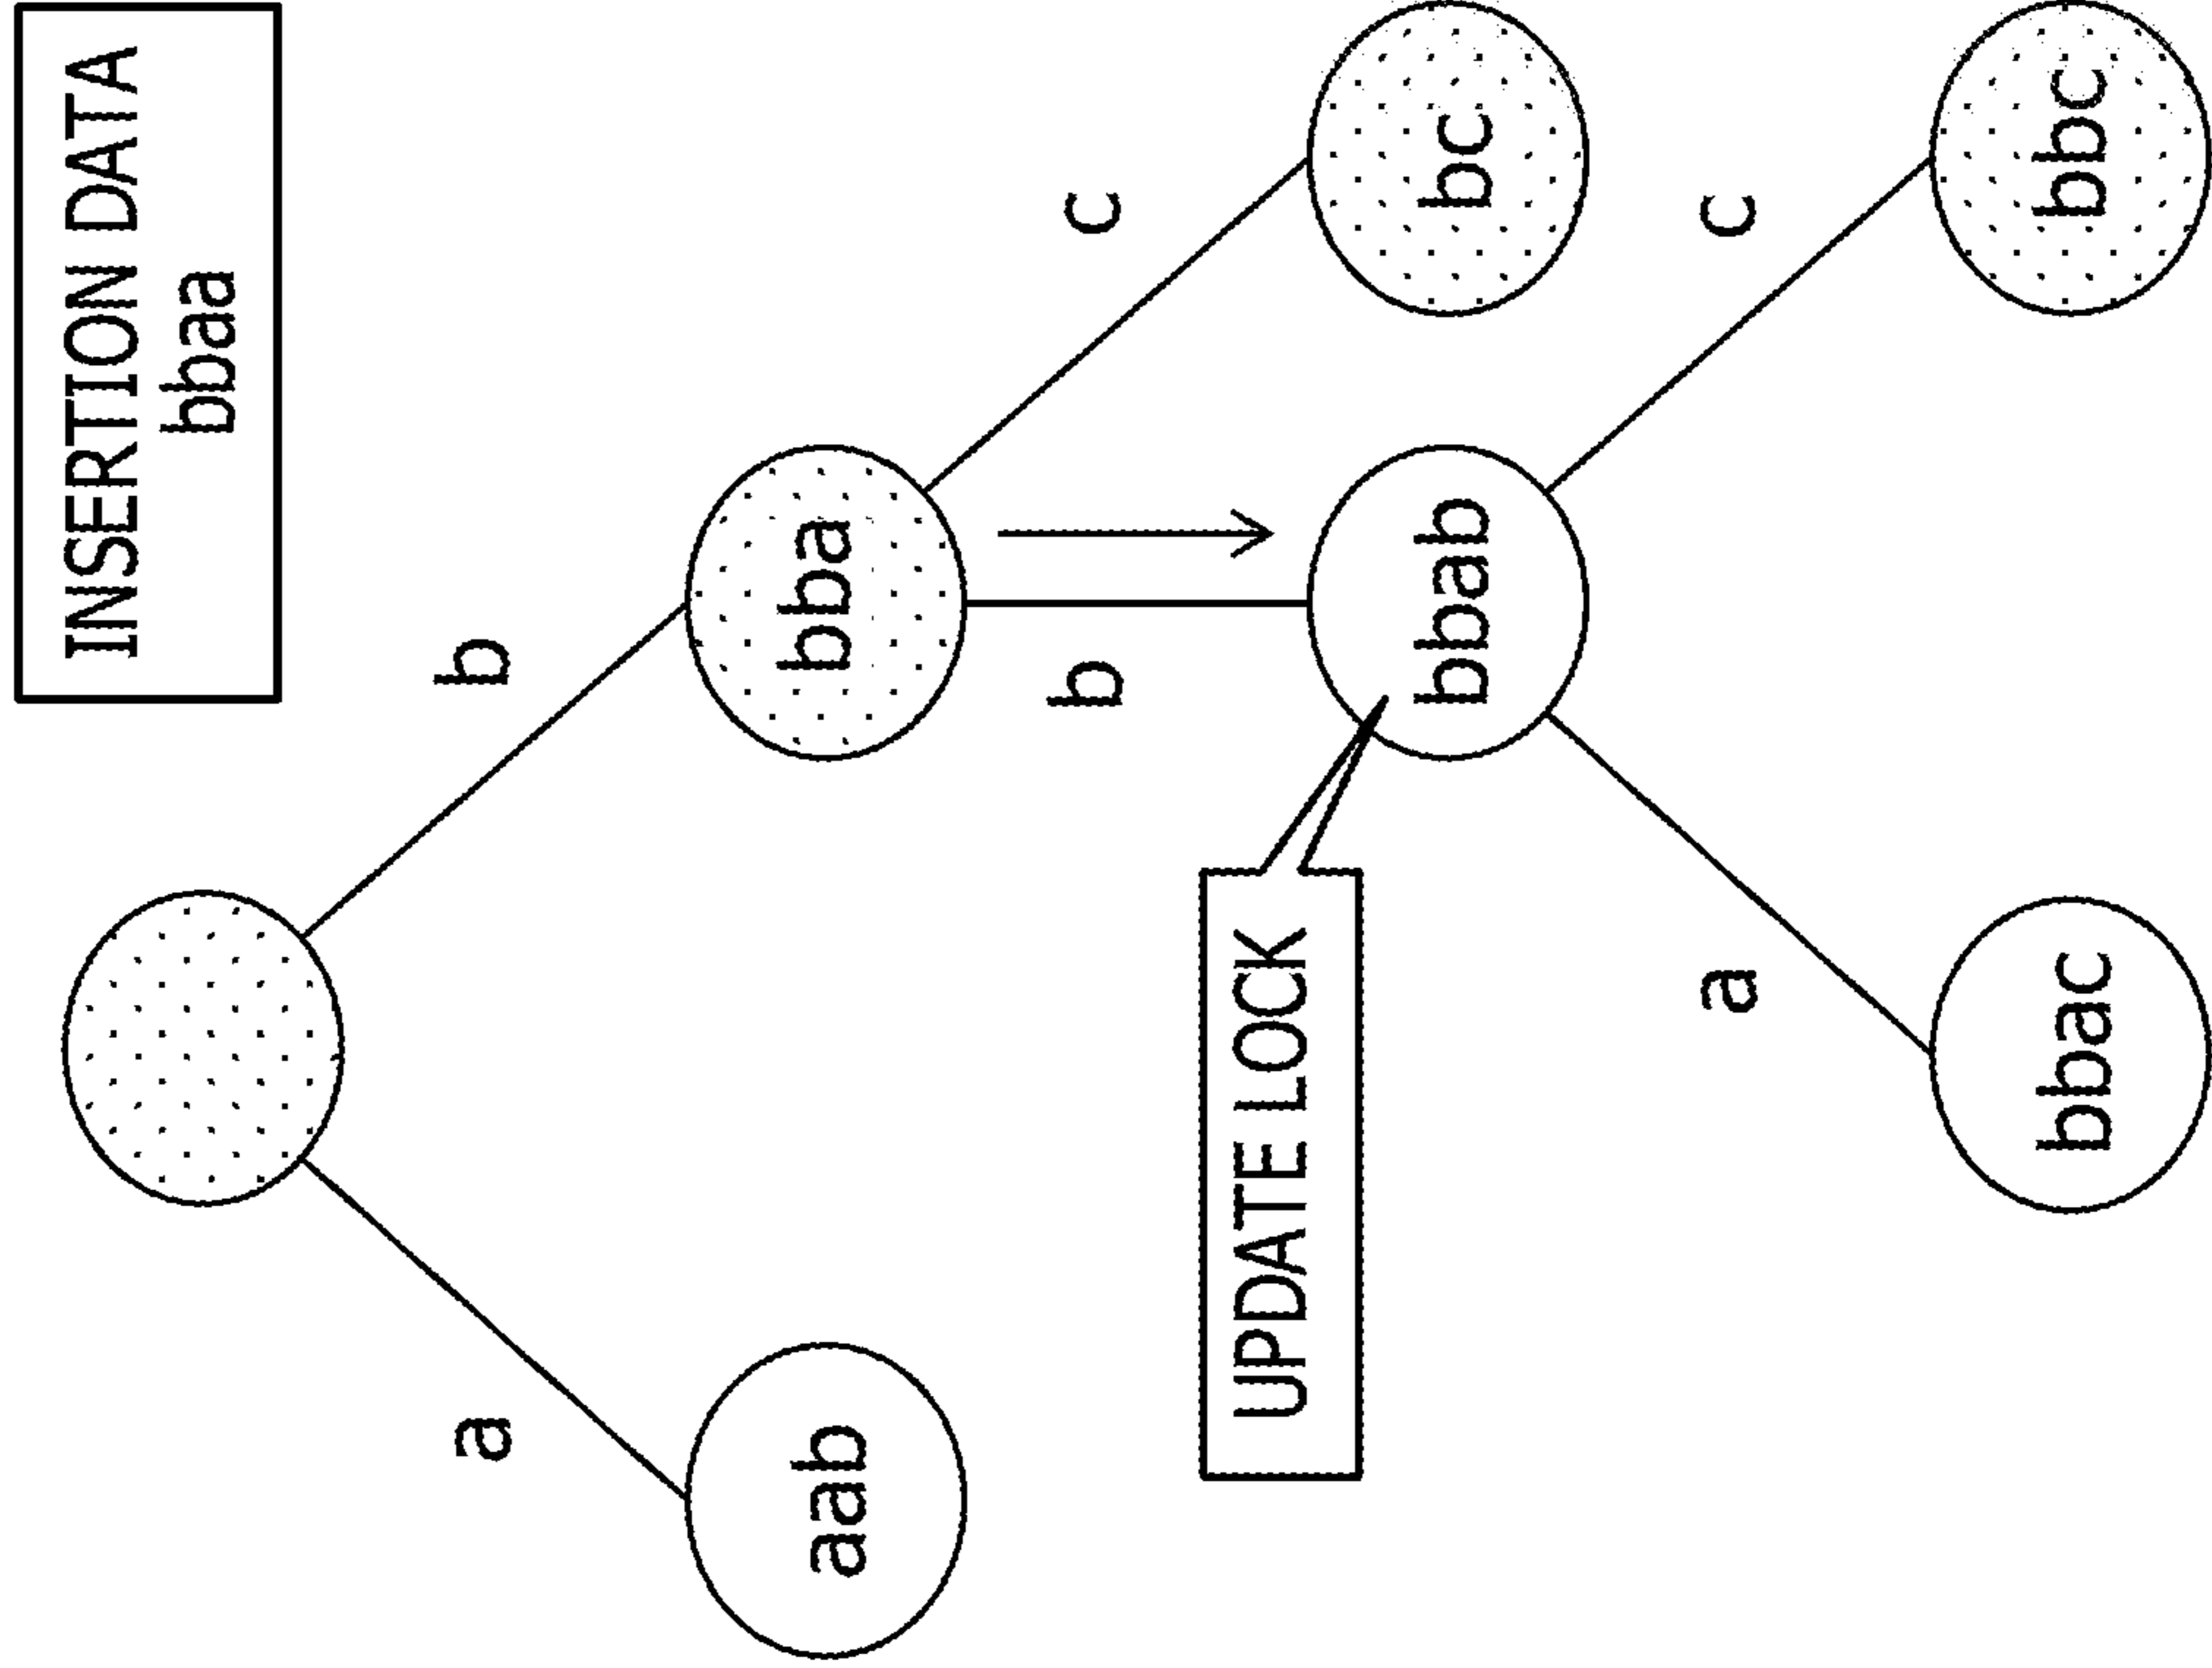 INSERTION DATA
bbaa
a
b
aab
bba
b
c
UPDATE LOCK
bbab
bc
a
c
bbac
bbc